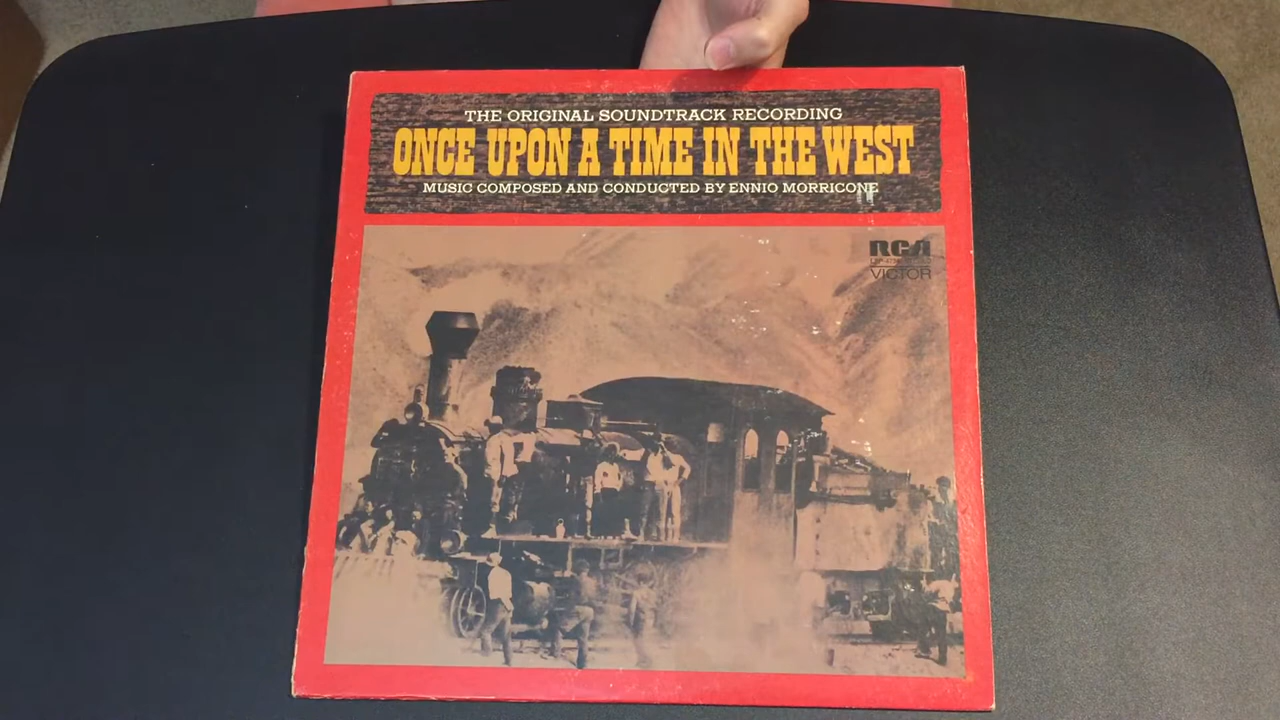 THE ORIGINAL SOUNDTRACK RECORDING
ONCE UPON A TIME IN THE WEST
MUSIC COMPOSED AND CONDUCTED BY ENNIO MORRICONE
RCA
VICTOR